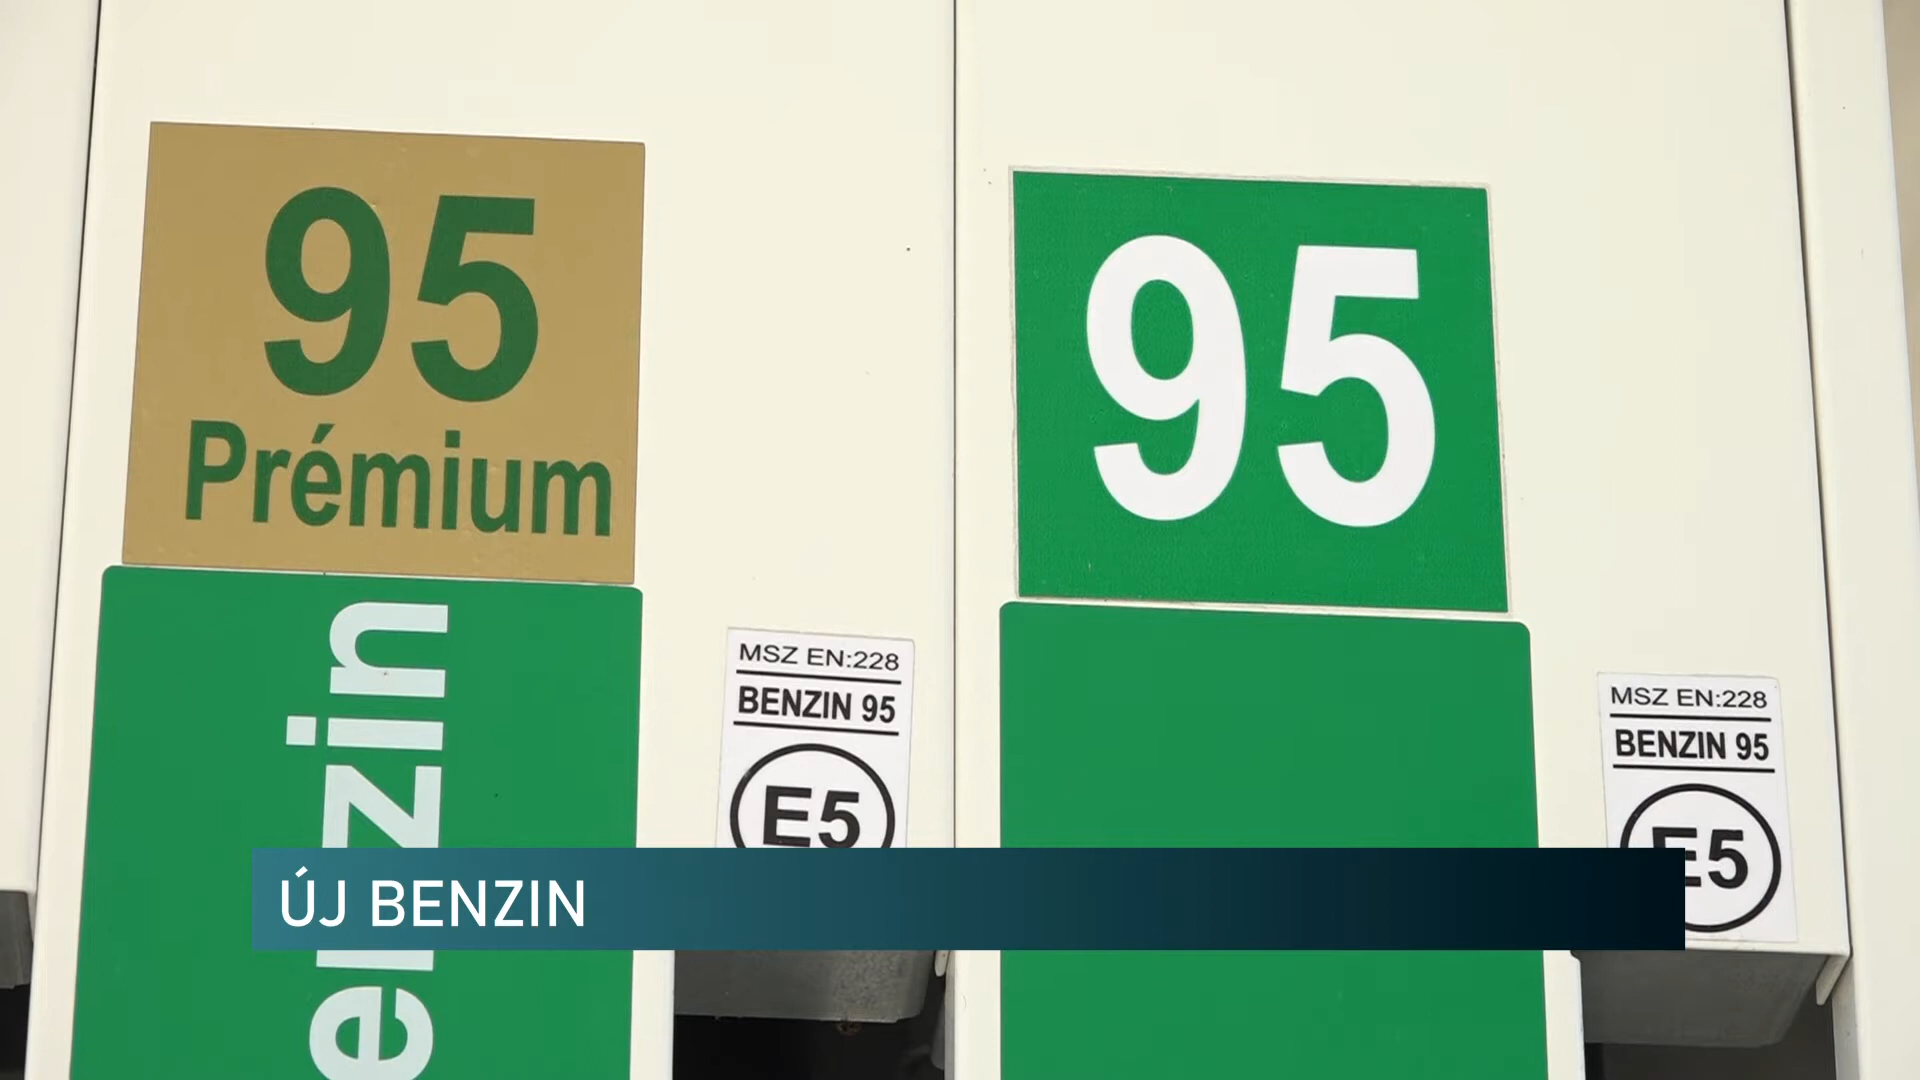 95
Prémium
enzin
MSZ EN:228
BENZIN 95
E5
95
MSZ EN:228
BENZIN 95
E5
ÚJ BENZIN